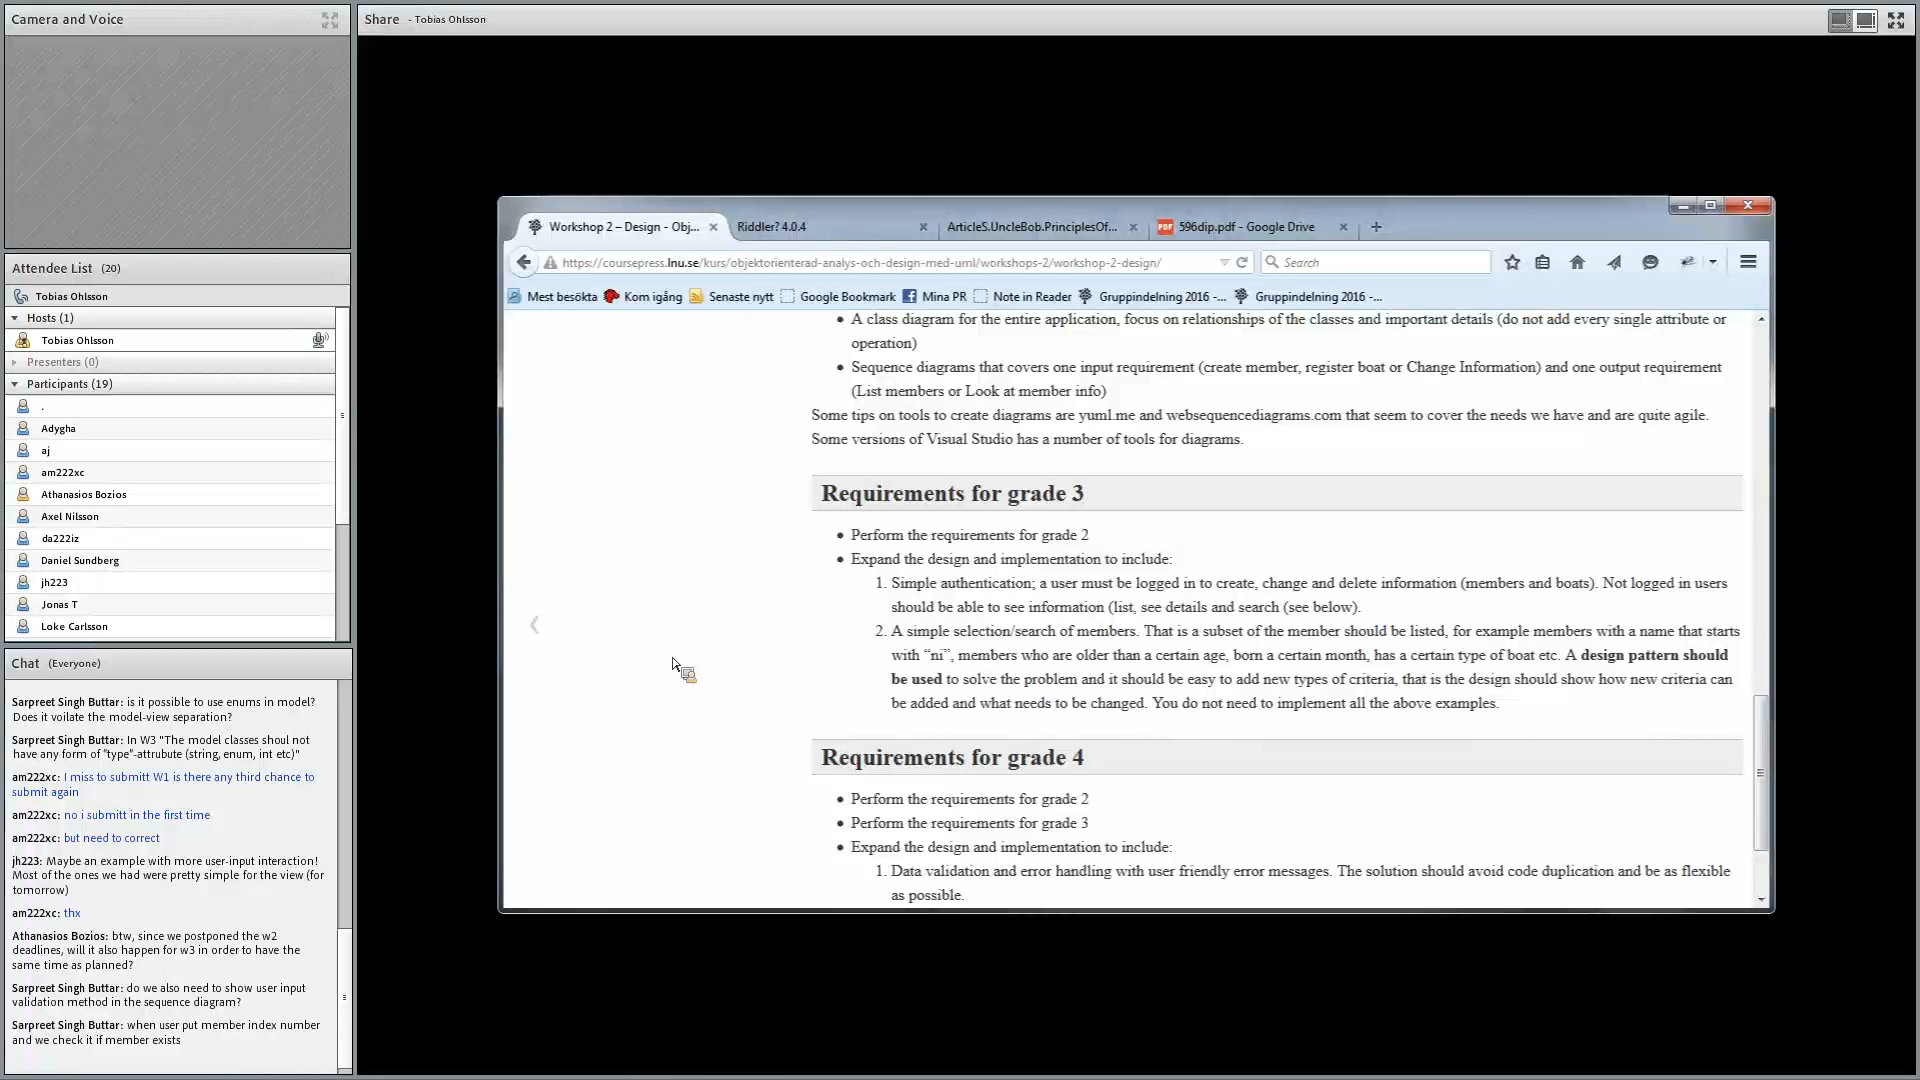 Camera and Voice
Attendee List (20)
Tobias Ohlsson
Hosts (1)
Tobias Ohlsson
Presenters (0)
Participants (19)
.
Adygha
aj
am222xc
Athanasios Bozios
Axel Nilsson
da222iz
Daniel Sundberg
jh223
Jonas T
Loke Carlsson
Chat (Everyone)
Sarpreet Singh Buttar: is it possible to use enums in model?
Does it voilate the model-view separation?
Sarpreet Singh Buttar: In W3 "The model classes shoul not
have any form of "type"-attrubute (string, enum, int etc)"
am222xc: I miss to submitt W1 is there any third chance to
submit again
am222xc: no i submitt in the first time
am222xc: but need to correct
jh223: Maybe an example with more user-input interaction!
Most of the ones we had were pretty simple for the view (for
tomorrow)
am222xc: thx
Athanasios Bozios: btw, since we postponed the w2
deadlines, will it also happen for w3 in order to have the
same time as planned?
Sarpreet Singh Buttar: do we also need to show user input
validation method in the sequence diagram?
Sarpreet Singh Buttar: when user put member index number
and we check it if member exists
Share - Tobias Ohlsson
Workshop 2 – Design - Obj...
Riddler? 4.0.4
ArticleS.UncleBob.PrinciplesOf...
PDF 596dip.pdf - Google Drive
https://coursepress.lnu.se/kurs/objektorienterad-analys-och-design-med-uml/workshops-2/workshop-2-design/
Search
Mest besökta Kom igång Senaste nytt Google Bookmark Mina PR Note in Reader Gruppindelning 2016 -... Gruppindelning 2016 -...
• A class diagram for the entire application, focus on relationships of the classes and important details (do not add every single attribute or
operation)
• Sequence diagrams that covers one input requirement (create member, register boat or Change Information) and one output requirement
(List members or Look at member info)
Some tips on tools to create diagrams are yuml.me and websequencediagrams.com that seem to cover the needs we have and are quite agile.
Some versions of Visual Studio has a number of tools for diagrams.
Requirements for grade 3
• Perform the requirements for grade 2
• Expand the design and implementation to include:
1. Simple authentication; a user must be logged in to create, change and delete information (members and boats). Not logged in users
should be able to see information (list, see details and search (see below).
2. A simple selection/search of members. That is a subset of the member should be listed, for example members with a name that starts
with “ni”, members who are older than a certain age, born a certain month, has a certain type of boat etc. A design pattern should
be used to solve the problem and it should be easy to add new types of criteria, that is the design should show how new criteria can
be added and what needs to be changed. You do not need to implement all the above examples.
Requirements for grade 4
• Perform the requirements for grade 2
• Perform the requirements for grade 3
• Expand the design and implementation to include:
1. Data validation and error handling with user friendly error messages. The solution should avoid code duplication and be as flexible
as possible.